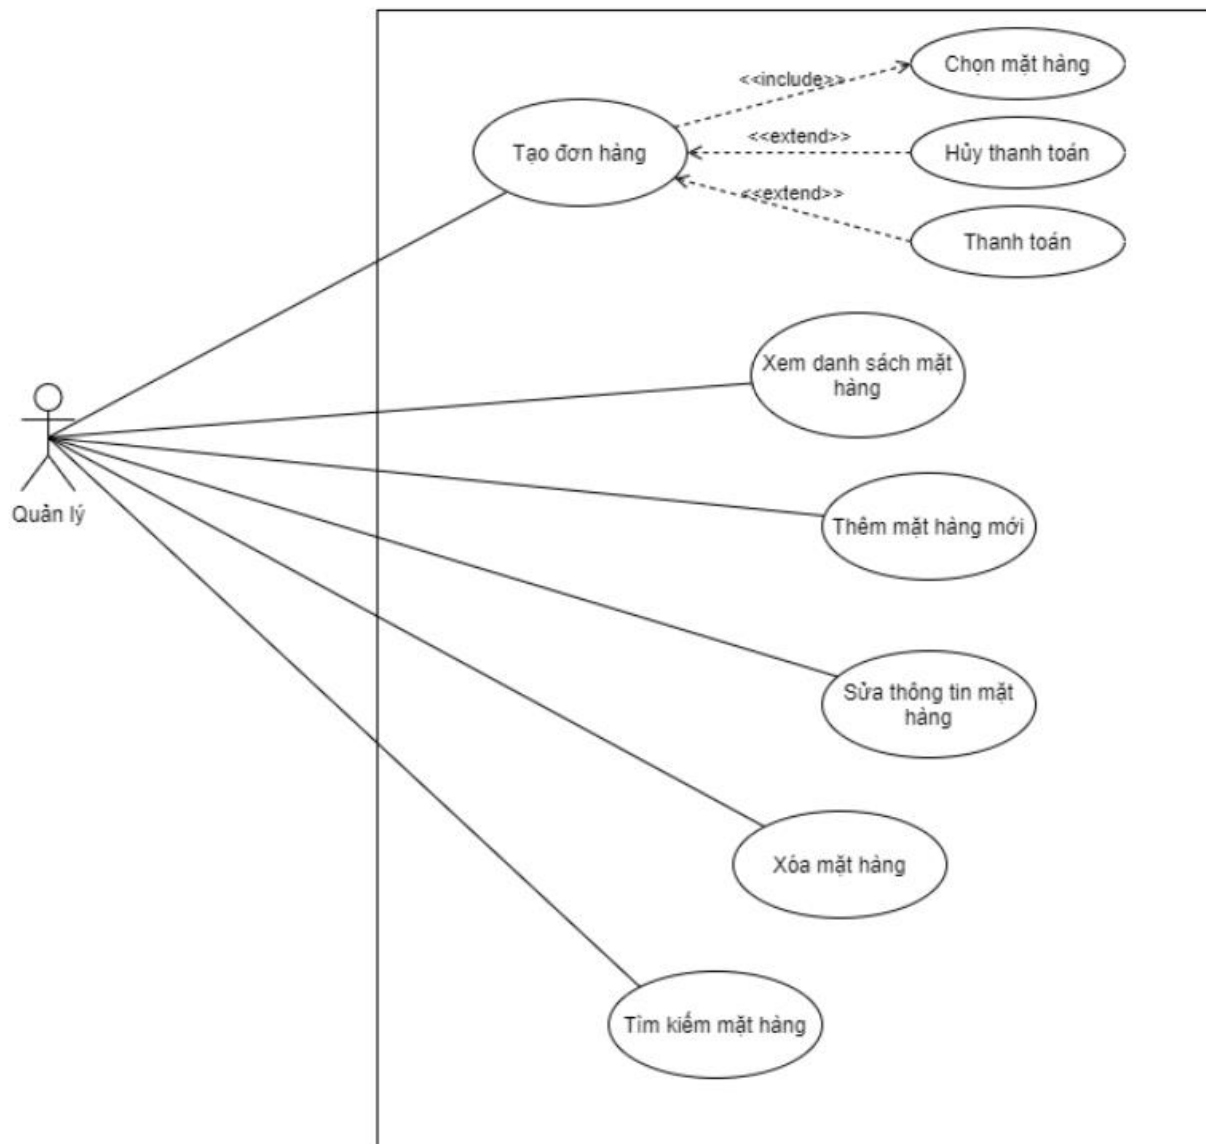 Chọn mặt hàng
<<include>>
Tạo đơn hàng
<<extend>>
Hủy thanh toán
<<extend>>
Thanh toán
Xem danh sách mặt
hàng
Quản lý
Thêm mặt hàng mới
Sửa thông tin mặt
hàng
Xóa mặt hàng
Tìm kiếm mặt hàng